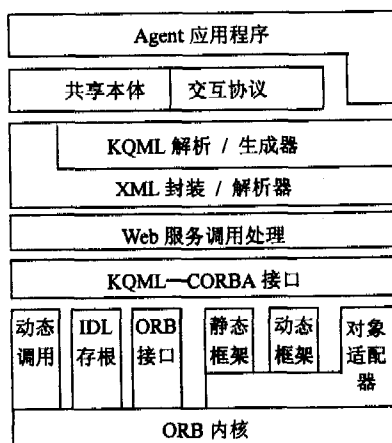 Agent 应用程序
共享本体 交互协议
KQML 解析 / 生成器
XML 封装 / 解析器
Web 服务调用处理
KQML—CORBA 接口
动态 IDL ORB 静态 动态 对象
调用 存根 接口 框架 框架 适配
器
ORB 内核